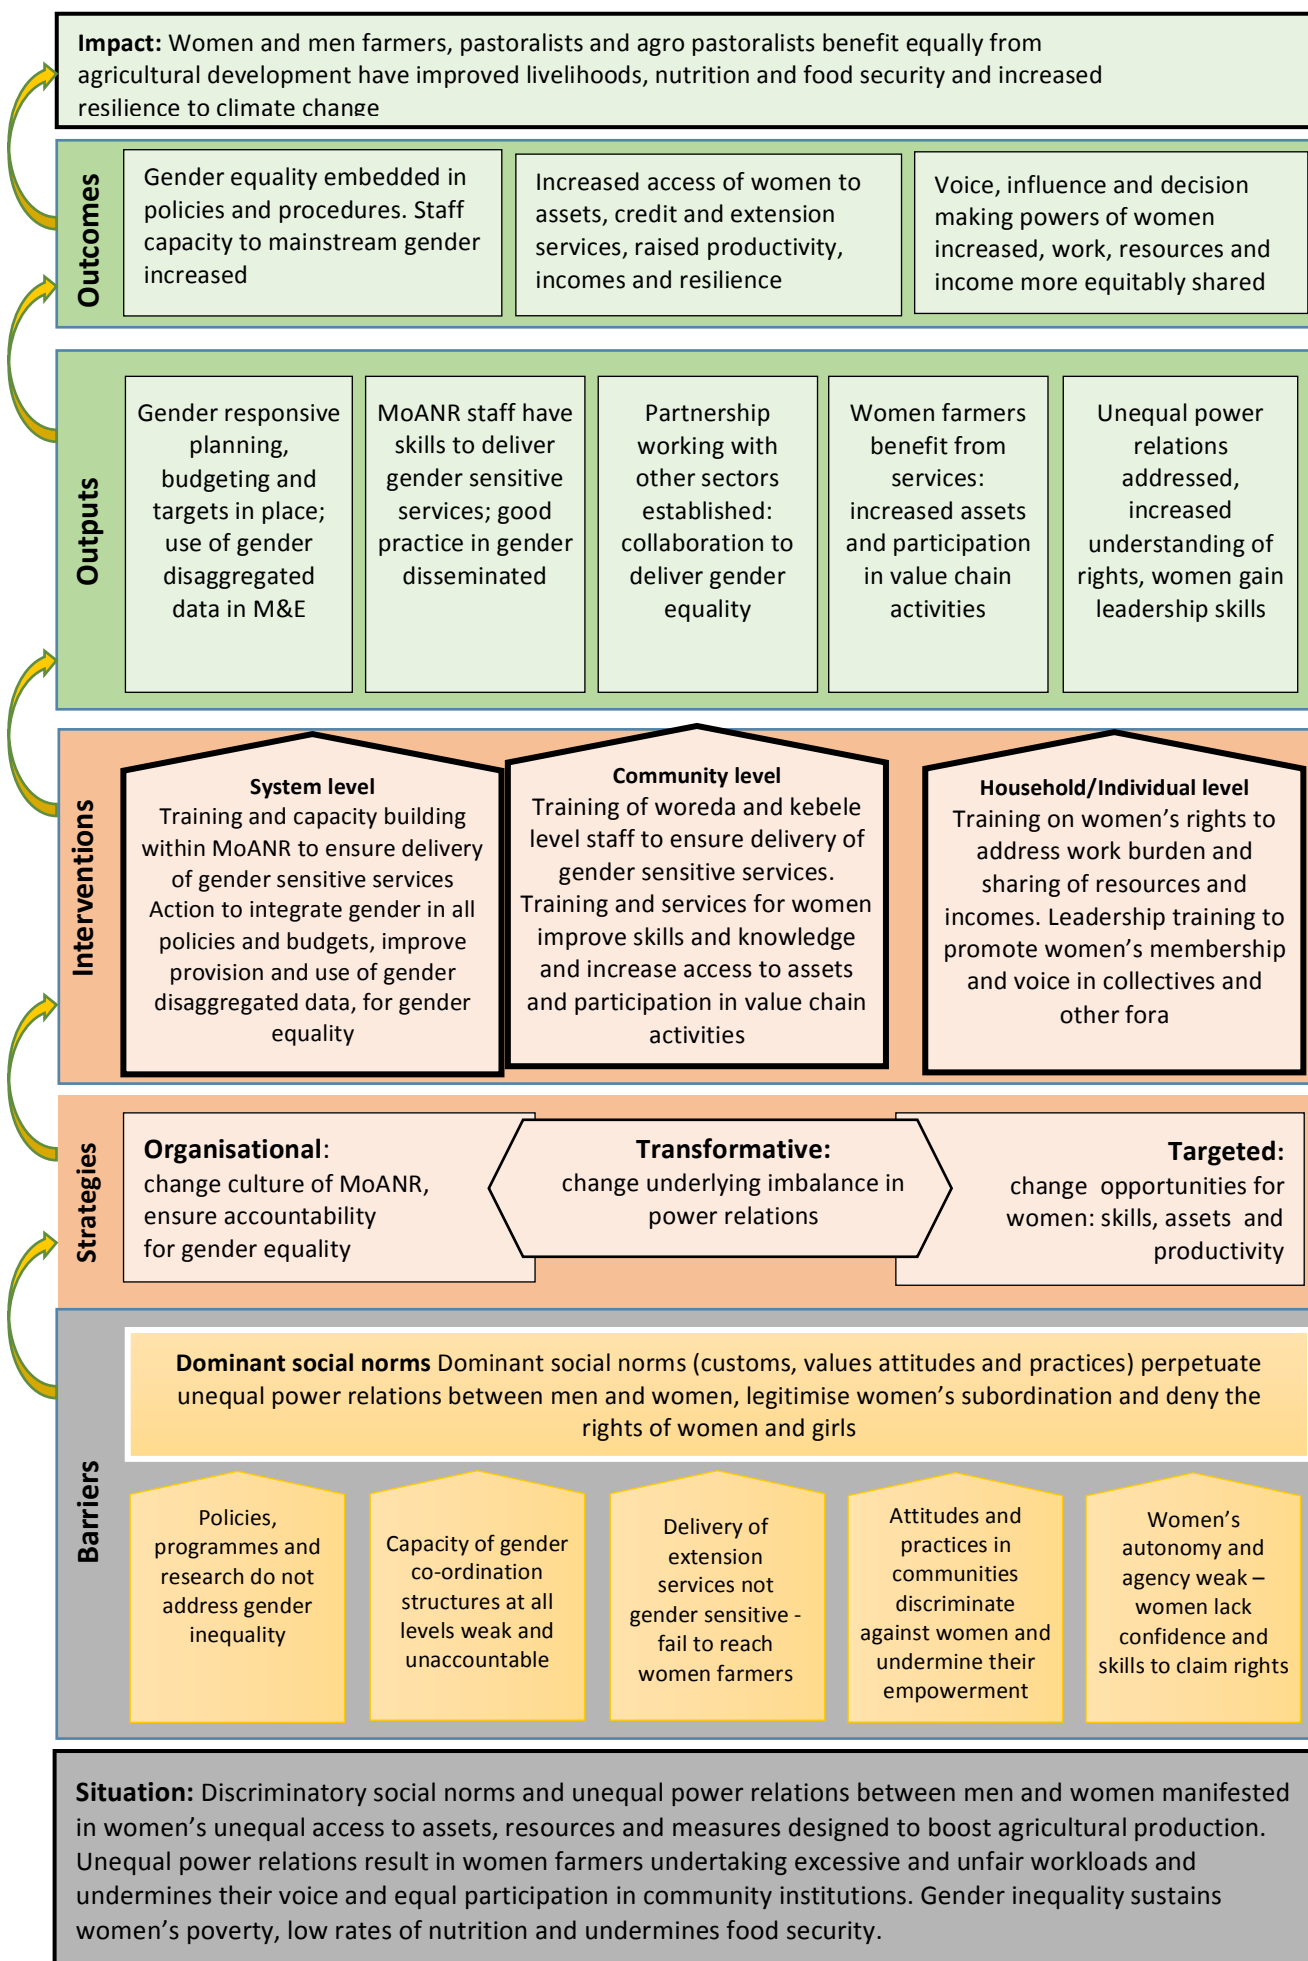 Impact: Women and men farmers, pastoralists and agro pastoralists benefit equally from
agricultural development have improved livelihoods, nutrition and food security and increased
resilience to climate change
Outcomes
Gender equality embedded in
policies and procedures. Staff
capacity to mainstream gender
increased
Increased access of women to
assets, credit and extension
services, raised productivity,
incomes and resilience
Voice, influence and decision
making powers of women
increased, work, resources and
income more equitably shared
Outputs
Gender responsive
planning,
budgeting and
targets in place;
use of gender
disaggregated
data in M&E
MoANR staff have
skills to deliver
gender sensitive
services; good
practice in gender
disseminated
Partnership
working with
other sectors
established:
collaboration to
deliver gender
equality
Women farmers
benefit from
services:
increased assets
and participation
in value chain
activities
Unequal power
relations
addressed,
increased
understanding of
rights, women gain
leadership skills
Interventions
System level
Training and capacity building
within MoANR to ensure delivery
of gender sensitive services
Action to integrate gender in all
policies and budgets, improve
provision and use of gender
disaggregated data, for gender
equality
Community level
Training of woreda and kebele
level staff to ensure delivery of
gender sensitive services.
Training and services for women
improve skills and knowledge
and increase access to assets
and participation in value chain
activities
Household/Individual level
Training on women’s rights to
address work burden and
sharing of resources and
incomes. Leadership training to
promote women’s membership
and voice in collectives and
other fora
Strategies
Organisational:
change culture of MoANR,
ensure accountability
for gender equality
Transformative:
change underlying imbalance in
power relations
Targeted:
change opportunities for
women: skills, assets and
productivity
Barriers
Dominant social norms Dominant social norms (customs, values attitudes and practices) perpetuate
unequal power relations between men and women, legitimise women’s subordination and deny the
rights of women and girls
Policies,
programmes and
research do not
address gender
inequality
Capacity of gender
co-ordination
structures at all
levels weak and
unaccountable
Delivery of
extension
services not
gender sensitive -
fail to reach
women farmers
Attitudes and
practices in
communities
discriminate
against women and
undermine their
empowerment
Women’s
autonomy and
agency weak –
women lack
confidence and
skills to claim rights
Situation: Discriminatory social norms and unequal power relations between men and women manifested
in women’s unequal access to assets, resources and measures designed to boost agricultural production.
Unequal power relations result in women farmers undertaking excessive and unfair workloads and
undermines their voice and equal participation in community institutions. Gender inequality sustains
women’s poverty, low rates of nutrition and undermines food security.